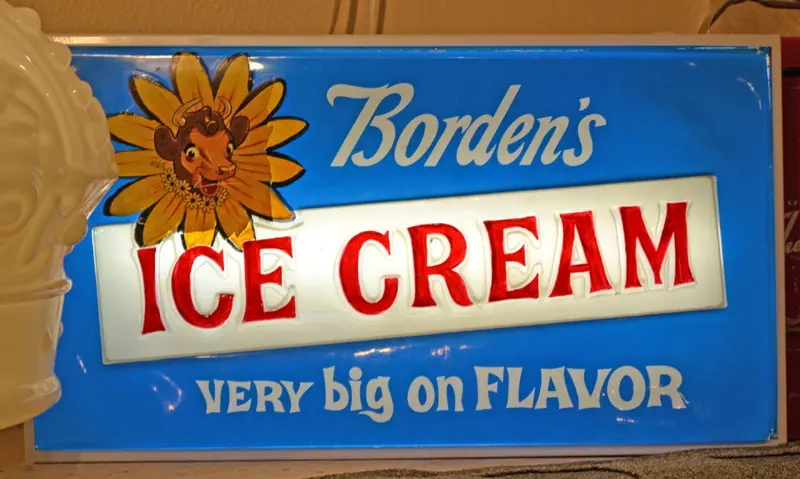 Borden's
ICE CREAM
VERY big on FLAVOR